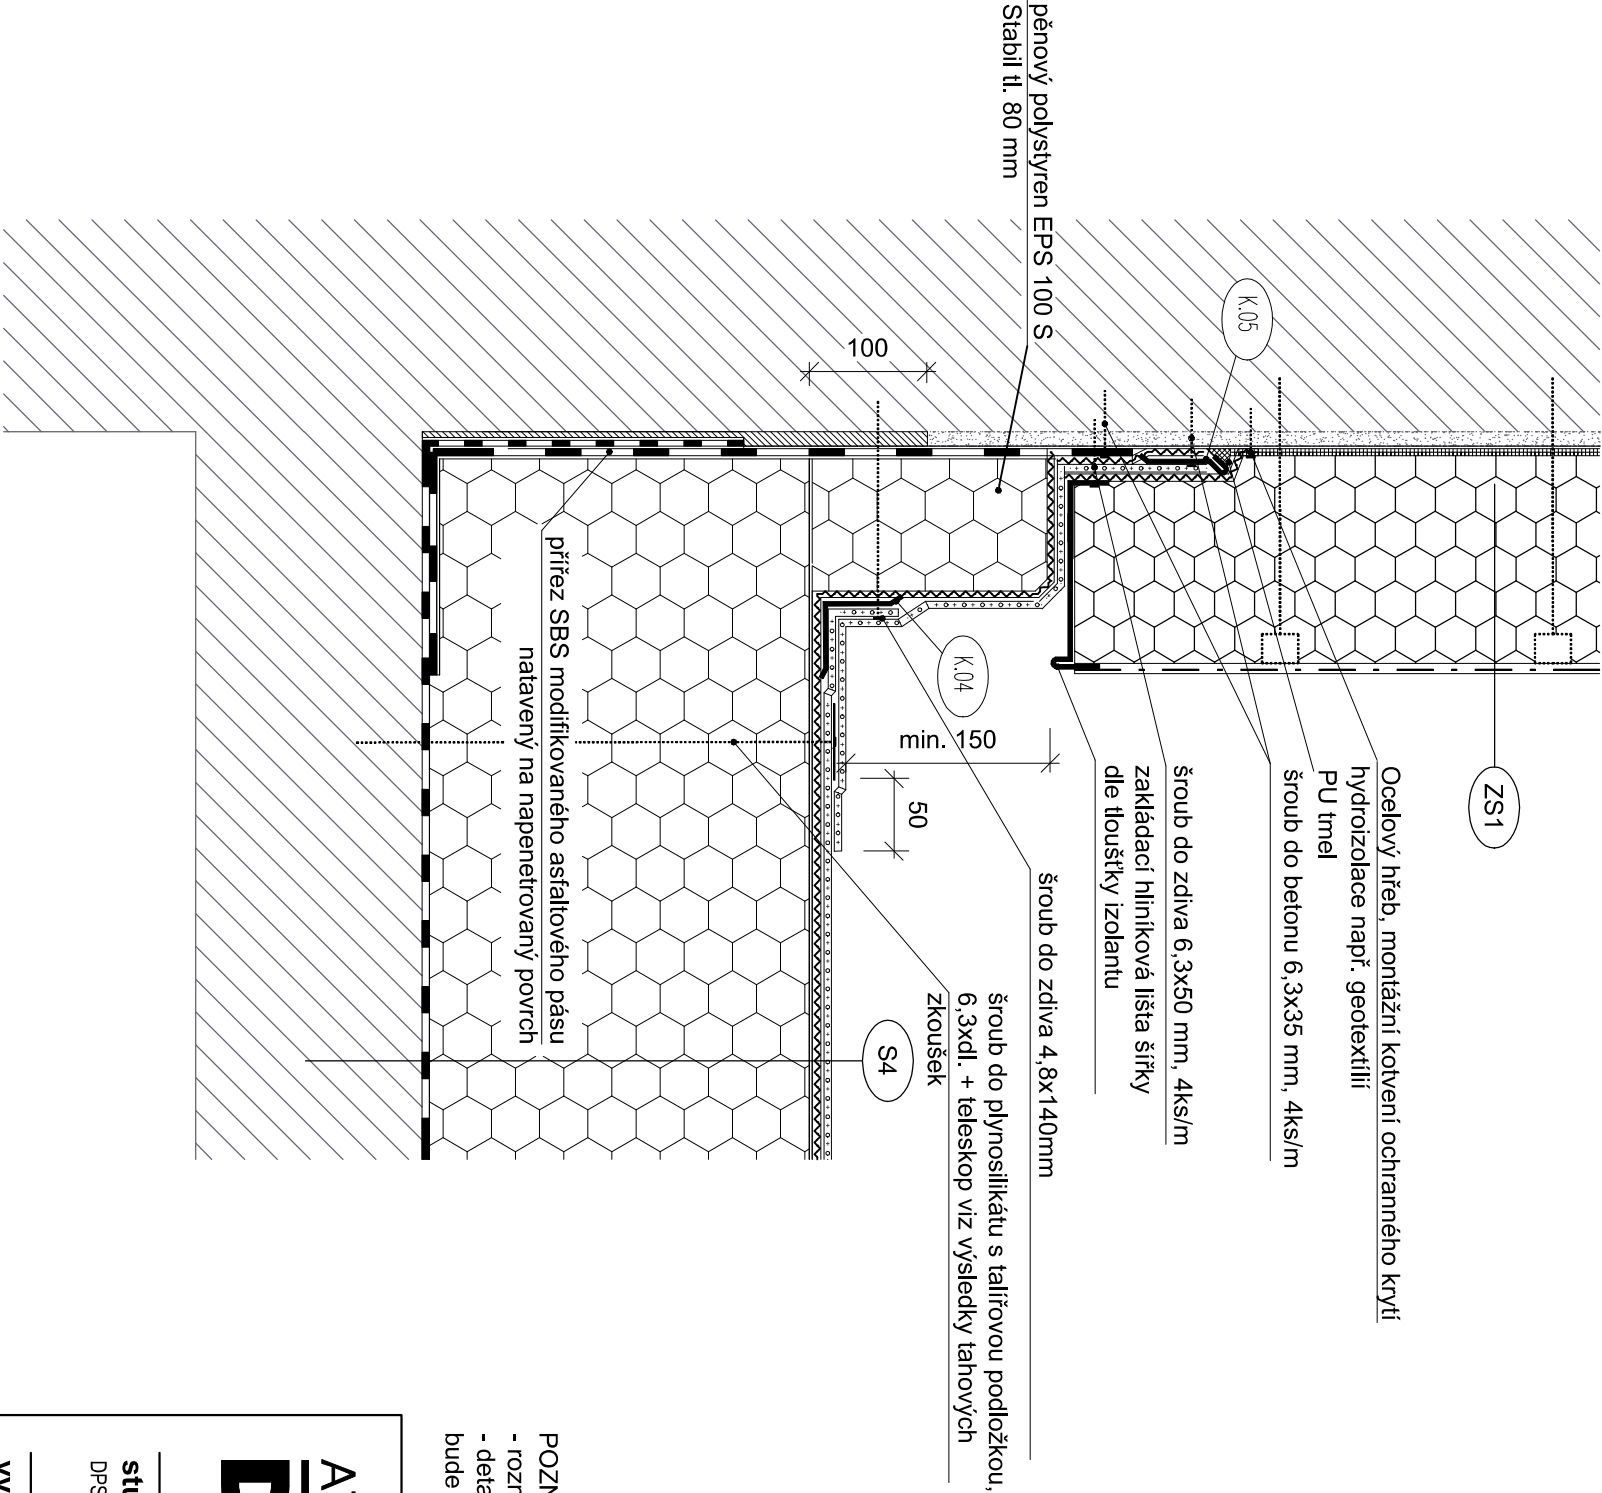 pěnový polystyren EPS 100 S
Stabil tl. 80 mm
K.05
100
K.04
min. 150
50
ZS1
Ocelový hřeb, montážní kotvení ochranného krytí
hydroizolace např. geotextílií
PU tmel
šroub do betonu 6,3x35 mm, 4ks/m
šroub do zdiva 6,3x50 mm, 4ks/m
zakládací hliníková lišta šířky
dle tloušťky izolantu
šroub do zdiva 4,8x140mm
šroub do plynosilikátu s talířovou podložkou,
6,3xdl. + teleskop viz výsledky tahových
zkoušek
S4
přířez SBS modifikovaného asfaltového pásu
natavený na napenetrovaný povrch
POZN
- rozn
- deta
bude
stu
DPS